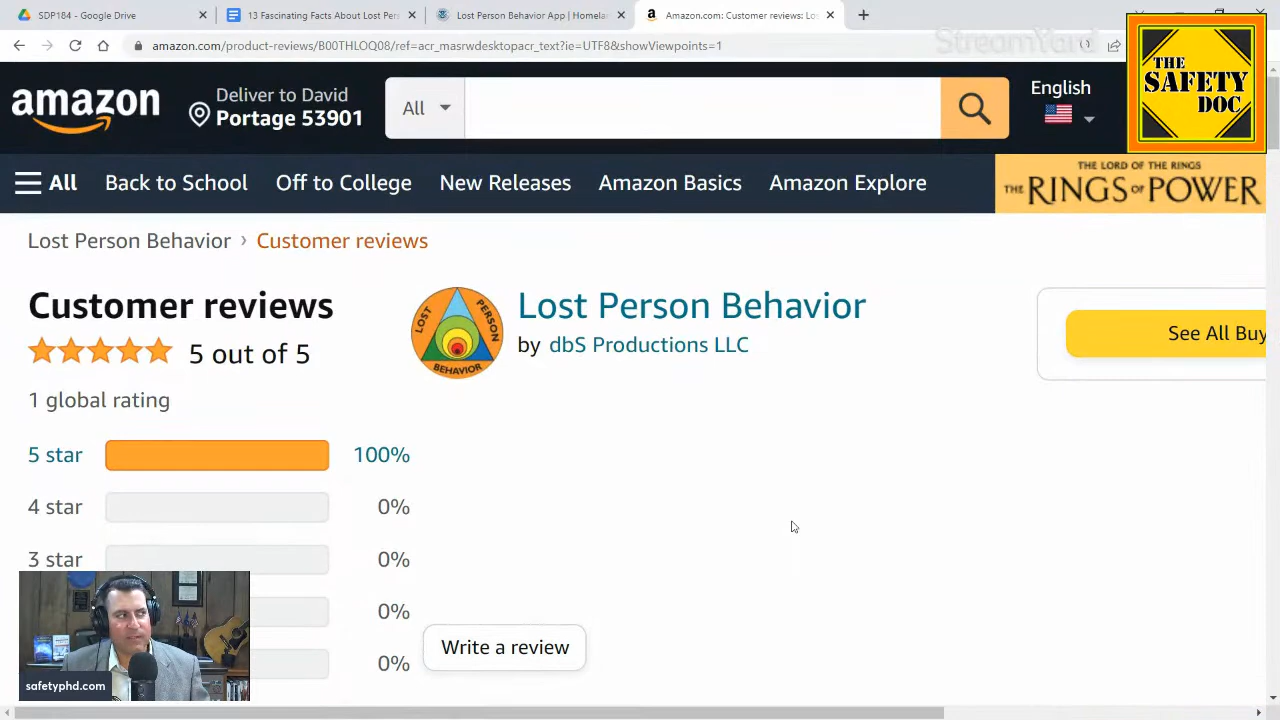 SDP184 - Google Drive
13 Fascinating Facts About Lost
Lost Person Behavior App | Homela
Amazon.com: Customer reviews: Lo
amazon.com/product-reviews/B00THLOQ08/ref=acr_masrwdesktopacr_text?ie=UTF8&showViewpoints=1
StreamYard
THE
SAFETY
DOC
amazon
Deliver to David
Portage 53901
All
English
All
Back to School
Off to College
New Releases
Amazon Basics
Amazon Explore
THE LORD OF THE RINGS
THE RINGS OF POWER
Lost Person Behavior › Customer reviews
Customer reviews
5 out of 5
1 global rating
LOST PERSON BEHAVIOR
Lost Person Behavior
by dbS Productions LLC
See All Buy
5 star 100%
4 star 0%
3 star 0%
0%
0%
Write a review
safetyphd.com